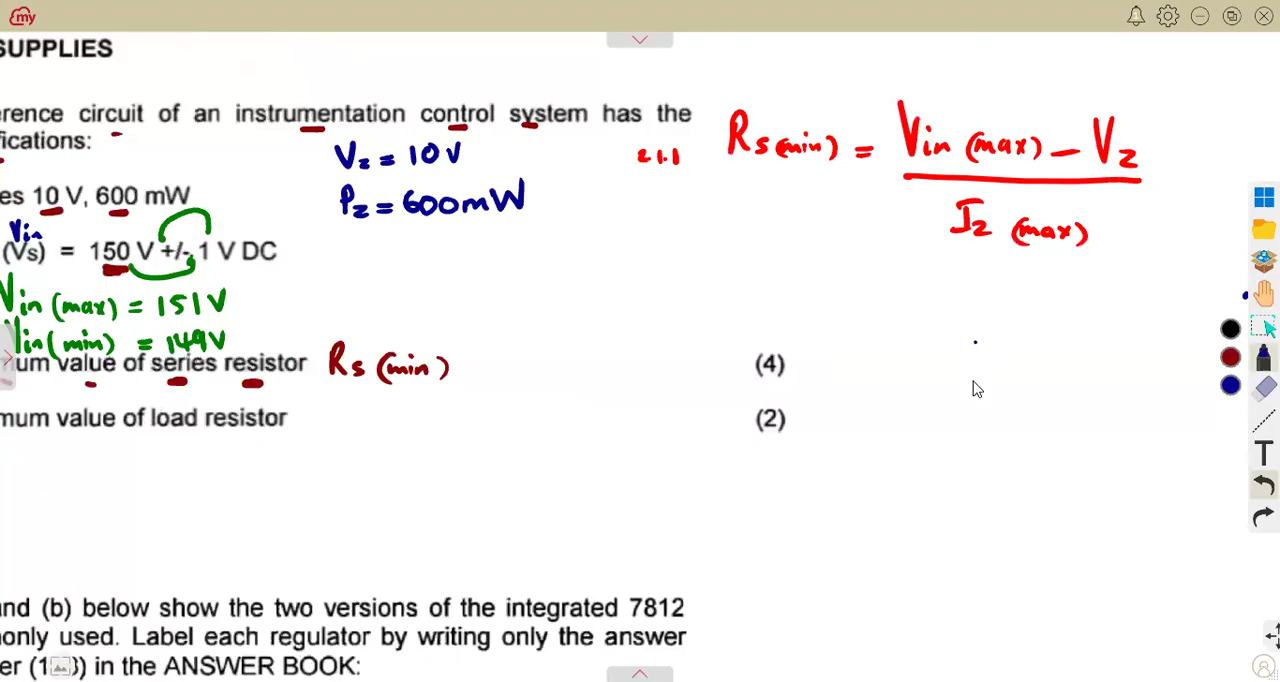 my
SUPPLIES
erence circuit of an instrumentation control system has the
fications:
Vz = 10 V
Pz = 600mW
es 10 V, 600 mW
Vin
(Vs) = 150 V +/- 1 V DC
Vin (max) = 151 V
Vin (min) = 149 V
um value of series resistor Rs (min) (4)
mum value of load resistor (2)
2.1.1 Rs(min) = Vin (max) - Vz
Iz (max)
T
and (b) below show the two versions of the integrated 7812
nonly used. Label each regulator by writing only the answer
in the ANSWER BOOK: